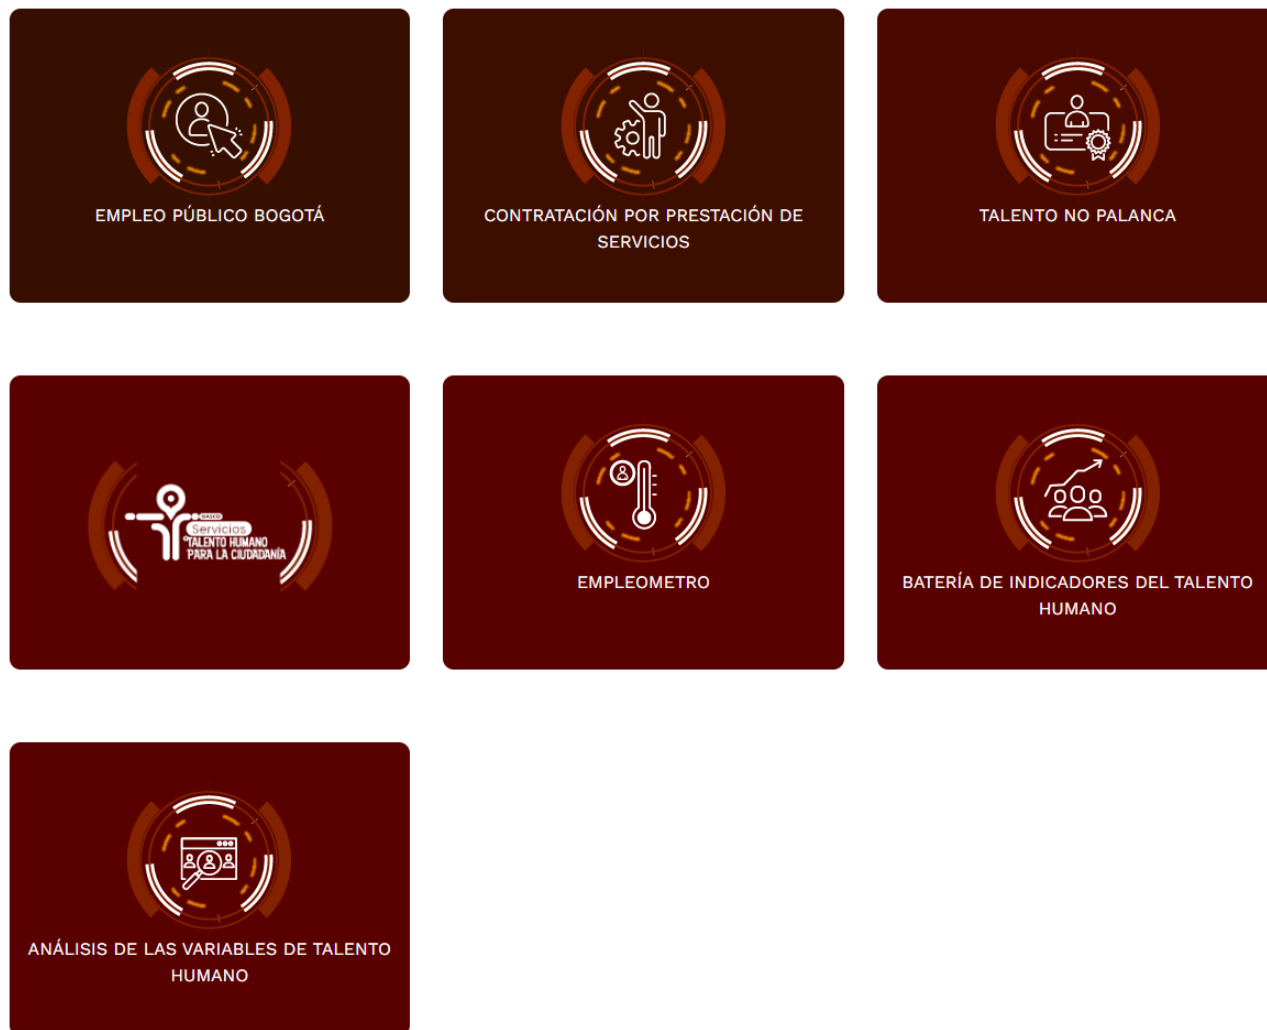 EMPLEO PÚBLICO BOGOTÁ
CONTRATACIÓN POR PRESTACIÓN DE
SERVICIOS
TALENTO NO PALANCA
DASCD
Servicios
TALENTO HUMANO
PARA LA CIUDADANÍA
EMPLEOMETRO
BATERÍA DE INDICADORES DEL TALENTO
HUMANO
ANÁLISIS DE LAS VARIABLES DE TALENTO
HUMANO